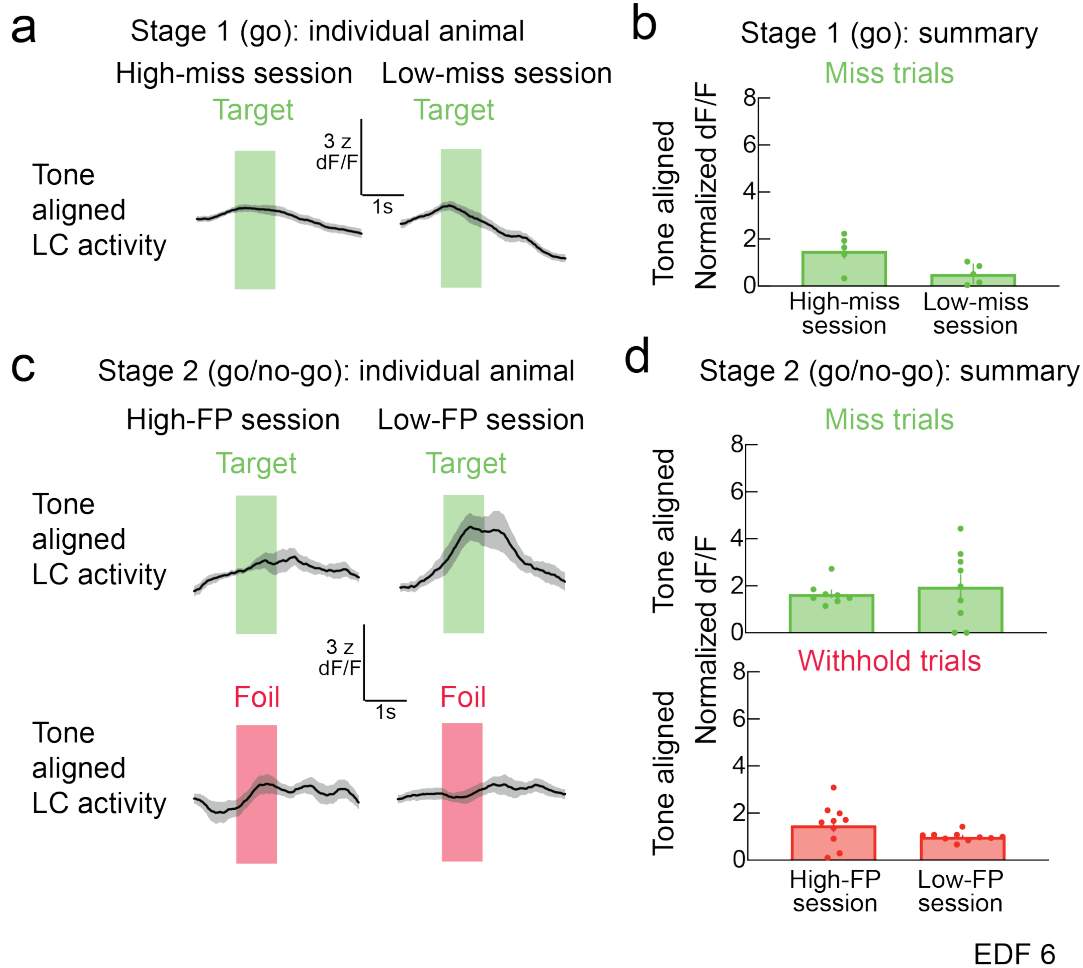 a
Stage 1 (go): individual animal
High-miss session
Low-miss session
Target
Target
3 z
dF/F
1s
Tone
aligned
LC activity
b
Stage 1 (go): summary
Miss trials
Tone aligned
Normalized dF/F
8
6
4
2
0
High-miss
session
Low-miss
session
c
Stage 2 (go/no-go): individual animal
High-FP session
Low-FP session
Target
Target
Tone
aligned
LC activity
3 z
dF/F
1s
Foil
Foil
Tone
aligned
LC activity
d
Stage 2 (go/no-go): summary
Miss trials
Tone aligned
Normalized dF/F
8
6
4
2
0
Withhold trials
Tone aligned
8
6
4
2
0
High-FP
session
Low-FP
session
EDF 6